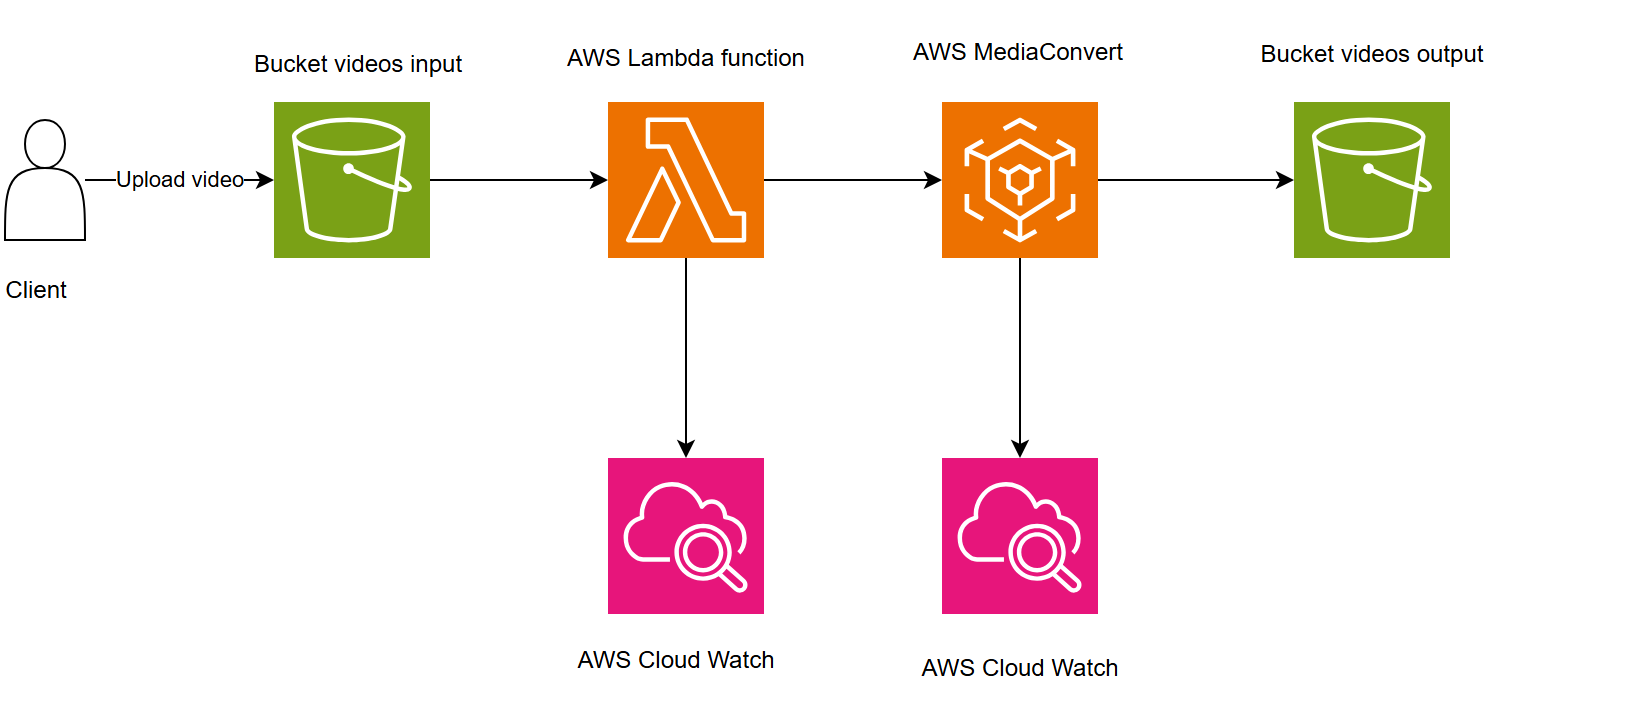 Bucket videos input
AWS Lambda function
AWS MediaConvert
Bucket videos output
Upload video
Client
AWS Cloud Watch
AWS Cloud Watch